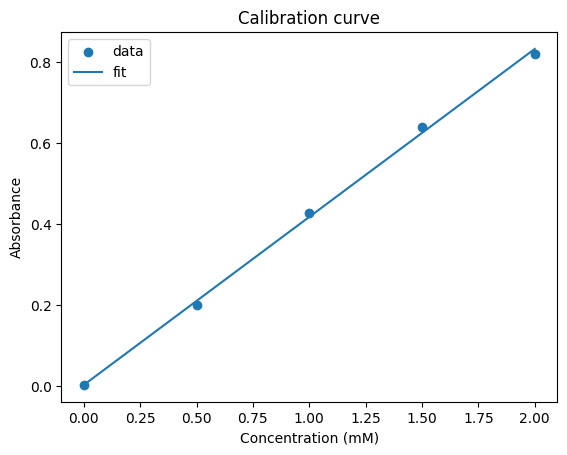 Calibration curve
data
fit
Absorbance
0.8
0.6
0.4
0.2
0.0
0.00 0.25 0.50 0.75 1.00 1.25 1.50 1.75 2.00
Concentration (mM)